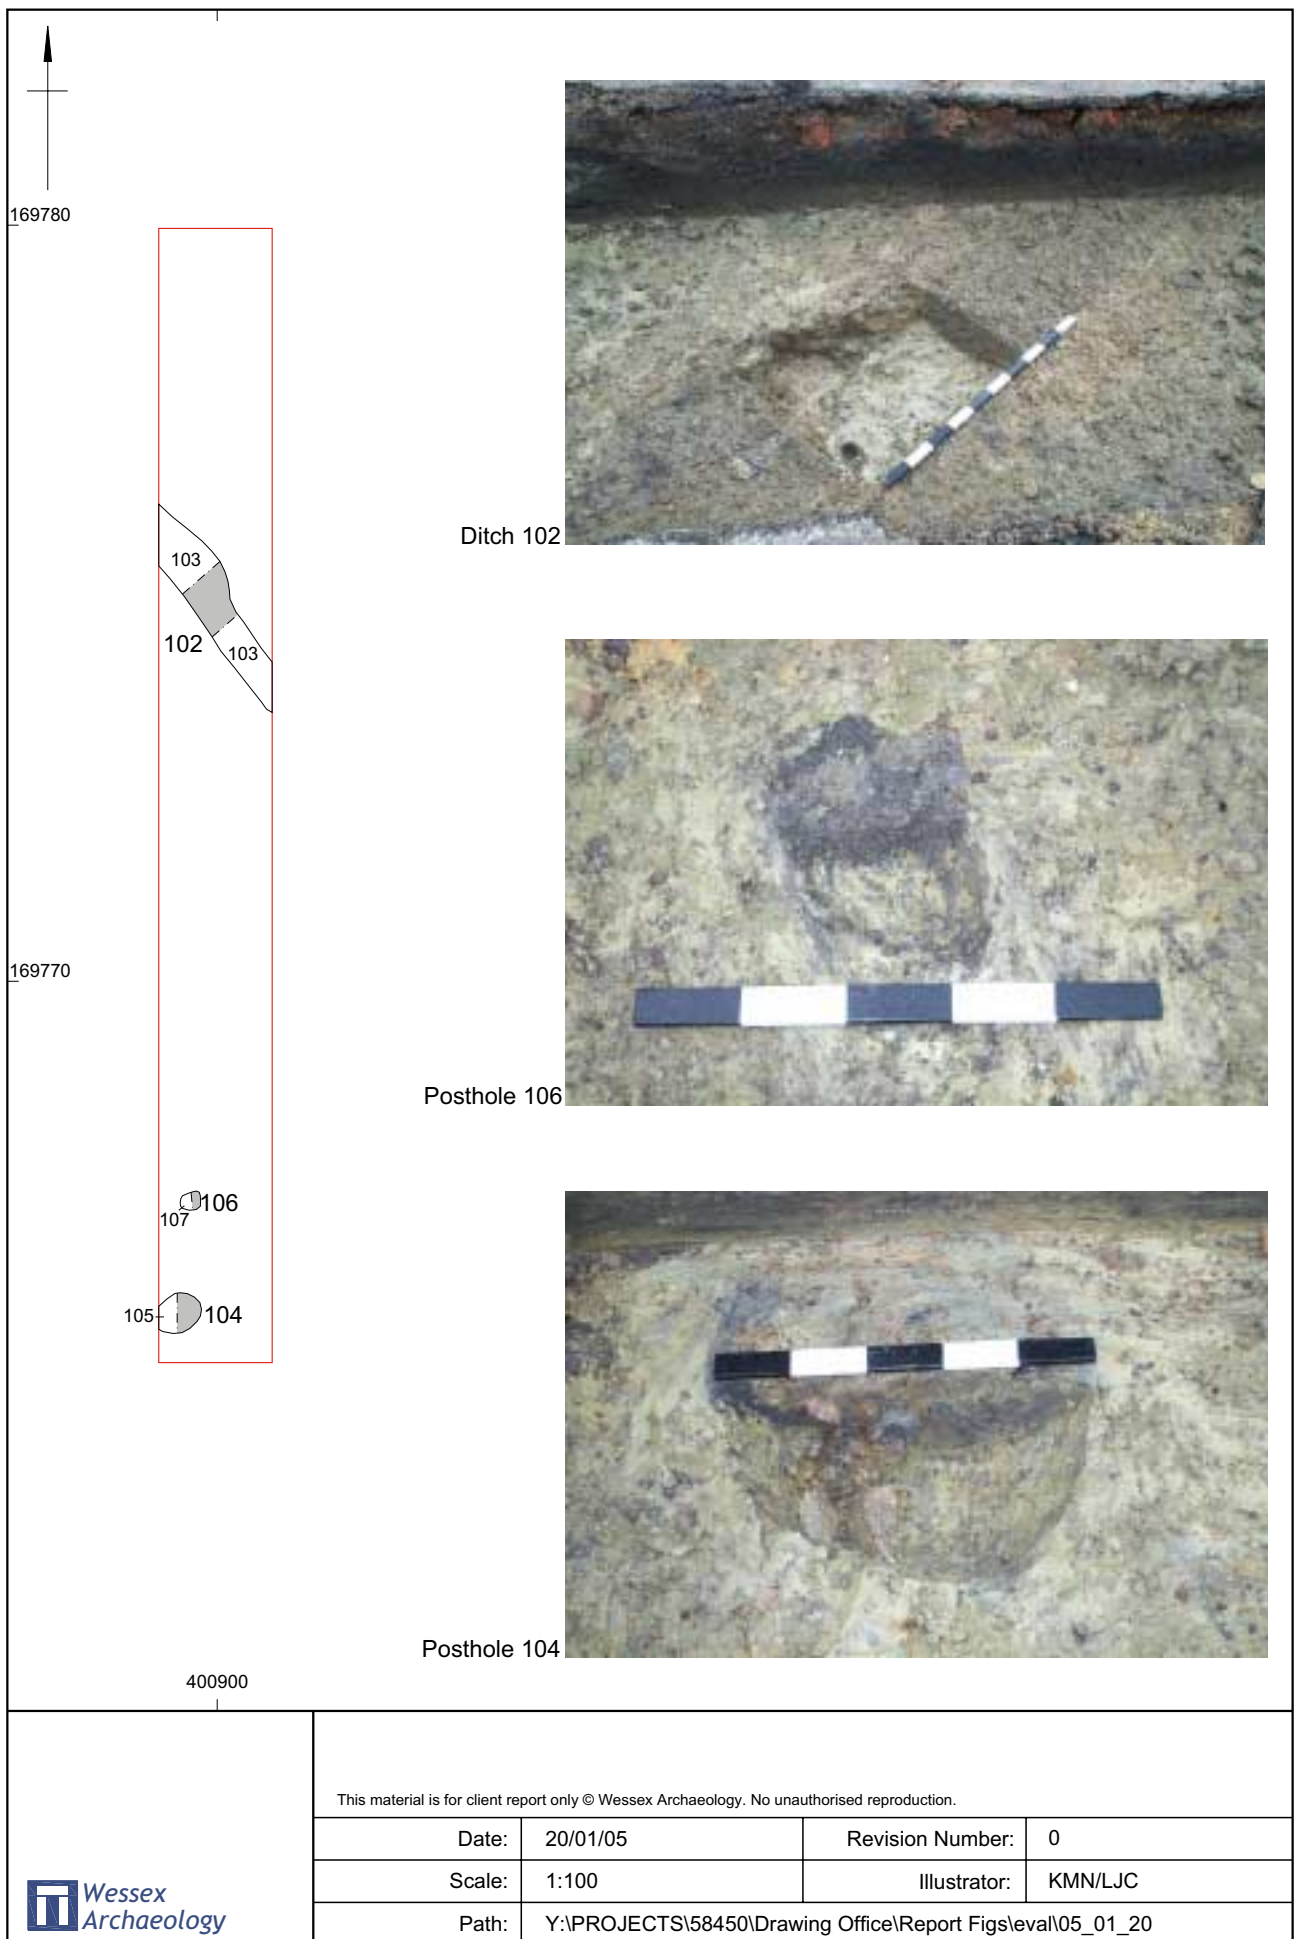 169780
103
102
103
169770
106
107
105
104
400900
Ditch 102
Posthole 106
Posthole 104
This material is for client report only © Wessex Archaeology. No unauthorised reproduction.
Date: 20/01/05 Revision Number: 0
Scale: 1:100 Illustrator: KMN/LJC
Path: Y:\PROJECTS\58450\Drawing Office\Report Figs\eval\05_01_20
Wessex
Archaeology